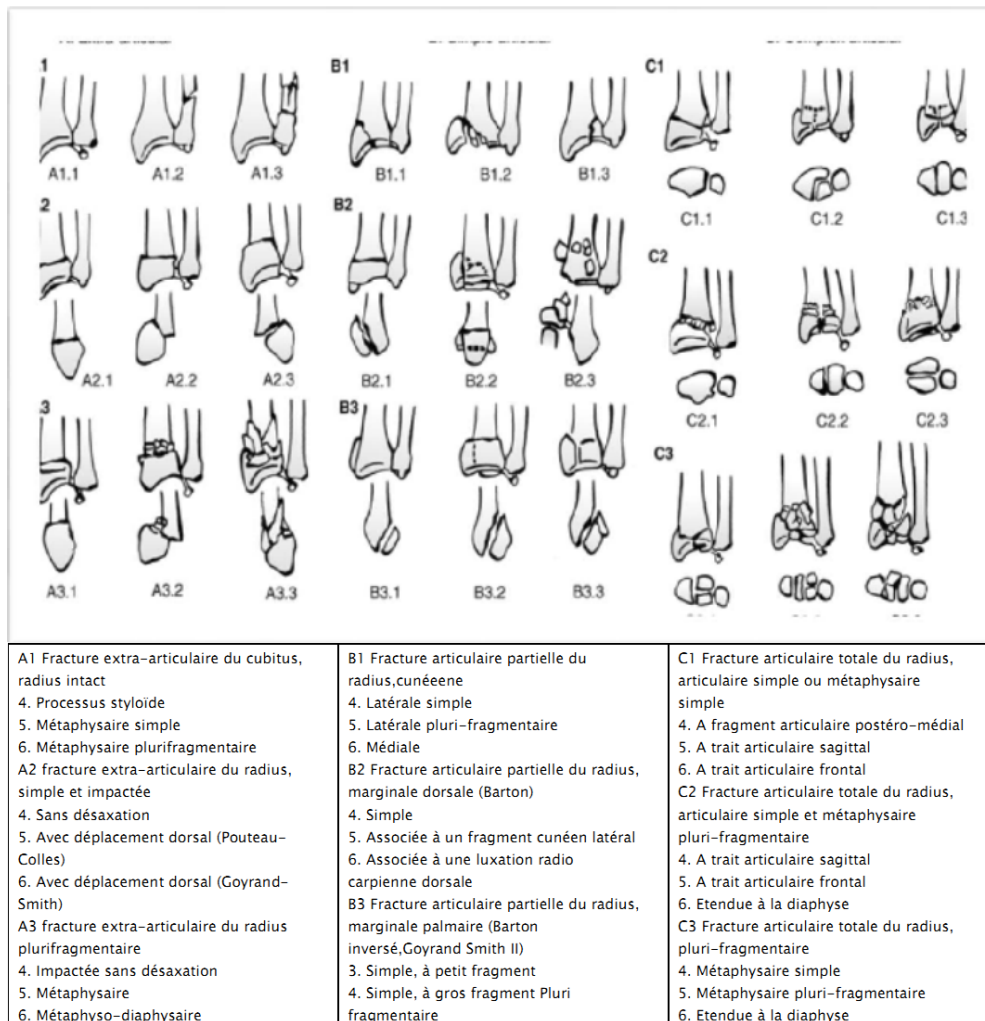 .1
B1
C1
A1.1
A1.2
A1.3
B1.1
B1.2
B1.3
C1.1
C1.2
C1.3
.2
B2
C2
A2.1
A2.2
A2.3
B2.1
B2.2
B2.3
C2.1
C2.2
C2.3
.3
B3
C3
A3.1
A3.2
A3.3
B3.1
B3.2
B3.3
A1 Fracture extra-articulaire du cubitus,
radius intact
4. Processus styloïde
5. Métaphysaire simple
6. Métaphysaire plurifragmentaire
A2 fracture extra-articulaire du radius,
simple et impactée
4. Sans désaxation
5. Avec déplacement dorsal (Pouteau-
Colles)
6. Avec déplacement dorsal (Goyrand-
Smith)
A3 fracture extra-articulaire du radius
plurifragmentaire
4. Impactée sans désaxation
5. Métaphysaire
6. Métaphyso-diaphysaire
B1 Fracture articulaire partielle du
radius,cunéeene
4. Latérale simple
5. Latérale pluri-fragmentaire
6. Médiale
B2 Fracture articulaire partielle du radius,
marginale dorsale (Barton)
4. Simple
5. Associée à un fragment cunéen latéral
6. Associée à une luxation radio
carpienne dorsale
B3 Fracture articulaire partielle du radius,
marginale palmaire (Barton
inversé,Goyrand Smith II)
3. Simple, à petit fragment
4. Simple, à gros fragment Pluri
fragmentaire
C1 Fracture articulaire totale du radius,
articulaire simple ou métaphysaire
simple
4. A fragment articulaire postéro-médial
5. A trait articulaire sagittal
6. A trait articulaire frontal
C2 Fracture articulaire totale du radius,
articulaire simple et métaphysaire
pluri-fragmentaire
4. A trait articulaire sagittal
5. A trait articulaire frontal
6. Etendue à la diaphyse
C3 Fracture articulaire totale du radius,
pluri-fragmentaire
4. Métaphysaire simple
5. Métaphysaire pluri-fragmentaire
6. Etendue à la diaphyse